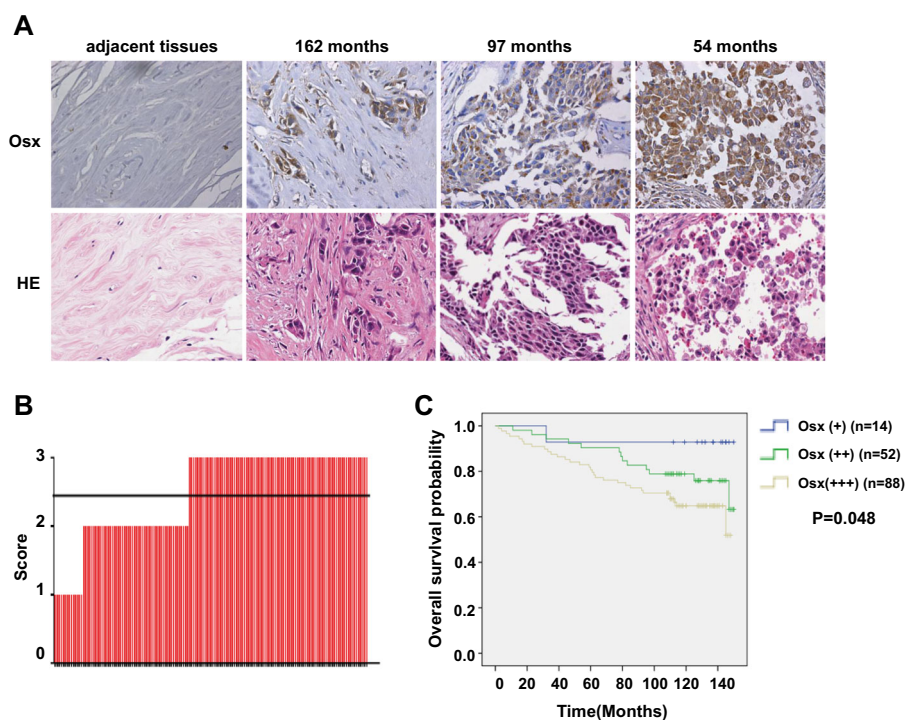 A
adjacent tissues 162 months 97 months 54 months
Osx
HE
B
3
2
1
0
Score
C
1.0
0.8
0.6
0.4
0.2
0.0
Overall survival probability
0 20 40 60 80 100 120 140
Time(Months)
Osx (+) (n=14)
Osx (++) (n=52)
Osx(+++) (n=88)
P=0.048